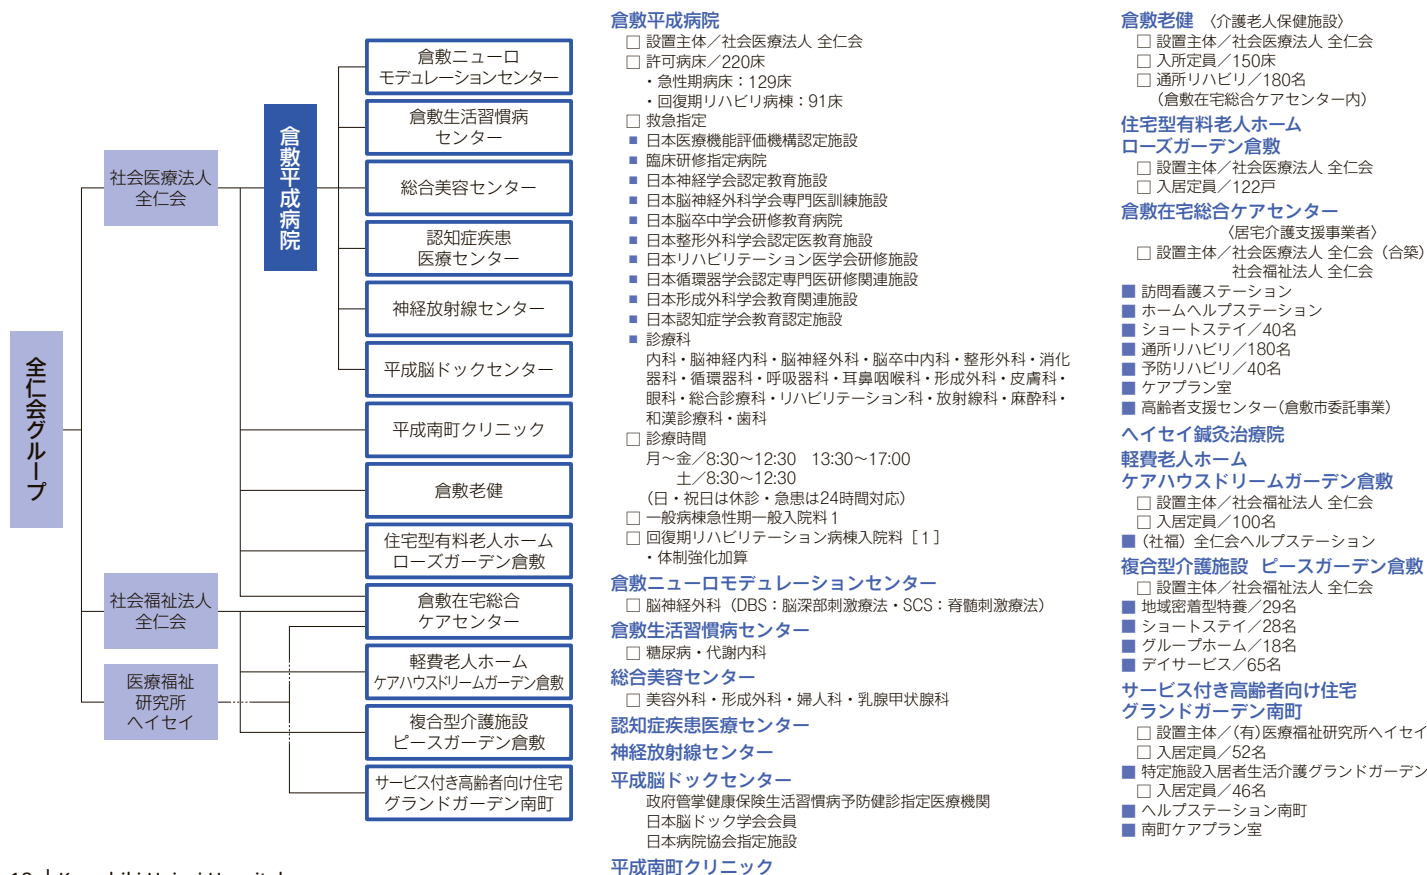 全仁会グループ
社会医療法人
全仁会
社会福祉法人
全仁会
医療福祉
研究所
ヘイセイ
倉敷平成病院
倉敷ニューロ
モデュレーションセンター
倉敷生活習慣病
センター
総合美容センター
認知症疾患
医療センター
神経放射線センター
平成脳ドックセンター
平成南町クリニック
倉敷老健
住宅型有料老人ホーム
ローズガーデン倉敷
倉敷在宅総合
ケアセンター
軽費老人ホーム
ケアハウスドリームガーデン倉敷
複合型介護施設
ピースガーデン倉敷
サービス付き高齢者向け住宅
グランドガーデン南町
倉敷平成病院
□ 設置主体／社会医療法人 全仁会
□ 許可病床／220床
・急性期病床：129床
・回復期リハビリ病棟：91床
□ 救急指定
■ 日本医療機能評価機構認定施設
■ 臨床研修指定病院
■ 日本神経学会認定教育施設
■ 日本脳神経外科学会専門医訓練施設
■ 日本脳卒中学会研修教育病院
■ 日本整形外科学会認定医教育施設
■ 日本リハビリテーション医学会研修施設
■ 日本循環器学会認定専門医研修関連施設
■ 日本形成外科学会教育関連施設
■ 日本認知症学会教育認定施設
■ 診療科
内科・脳神経内科・脳神経外科・脳卒中内科・整形外科・消化
器科・循環器科・呼吸器科・耳鼻咽喉科・形成外科・皮膚科・
眼科・総合診療科・リハビリテーション科・放射線科・麻酔科・
和漢診療科・歯科
□ 診療時間
月〜金／8:30〜12:30　13:30〜17:00
土／8:30〜12:30
（日・祝日は休診・急患は24時間対応）
□ 一般病棟急性期一般入院料1
□ 回復期リハビリテーション病棟入院料［1］
・体制強化加算
倉敷ニューロモデュレーションセンター
□ 脳神経外科（DBS：脳深部刺激療法・SCS：脊髄刺激療法）
倉敷生活習慣病センター
□ 糖尿病・代謝内科
総合美容センター
□ 美容外科・形成外科・婦人科・乳腺甲状腺科
認知症疾患医療センター
神経放射線センター
平成脳ドックセンター
政府管掌健康保険生活習慣病予防健診指定医療機関
日本脳ドック学会会員
日本病院協会指定施設
平成南町クリニック
倉敷老健 〈介護老人保健施設〉
□ 設置主体／社会医療法人 全仁会
□ 入所定員／150床
□ 通所リハビリ／180名
（倉敷在宅総合ケアセンター内）
住宅型有料老人ホーム
ローズガーデン倉敷
□ 設置主体／社会医療法人 全仁会
□ 入居定員／122戸
倉敷在宅総合ケアセンター
〈居宅介護支援事業者〉
□ 設置主体／社会医療法人 全仁会（合築）
社会福祉法人 全仁会
■ 訪問看護ステーション
■ ホームヘルプステーション
■ ショートステイ／40名
■ 通所リハビリ／180名
■ 予防リハビリ／40名
■ ケアプラン室
■ 高齢者支援センター(倉敷市委託事業)
ヘイセイ鍼灸治療院
軽費老人ホーム
ケアハウスドリームガーデン倉敷
□ 設置主体／社会福祉法人 全仁会
□ 入居定員／100名
■（社福）全仁会ヘルプステーション
複合型介護施設 ピースガーデン倉敷
□ 設置主体／社会福祉法人 全仁会
■ 地域密着型特養／29名
■ ショートステイ／28名
■ グループホーム／18名
■ デイサービス／65名
サービス付き高齢者向け住宅
グランドガーデン南町
□ 設置主体／(有)医療福祉研究所ヘイセイ
□ 入居定員／52名
■ 特定施設入居者生活介護グランドガーデン
□ 入居定員／46名
■ ヘルプステーション南町
■ 南町ケアプラン室